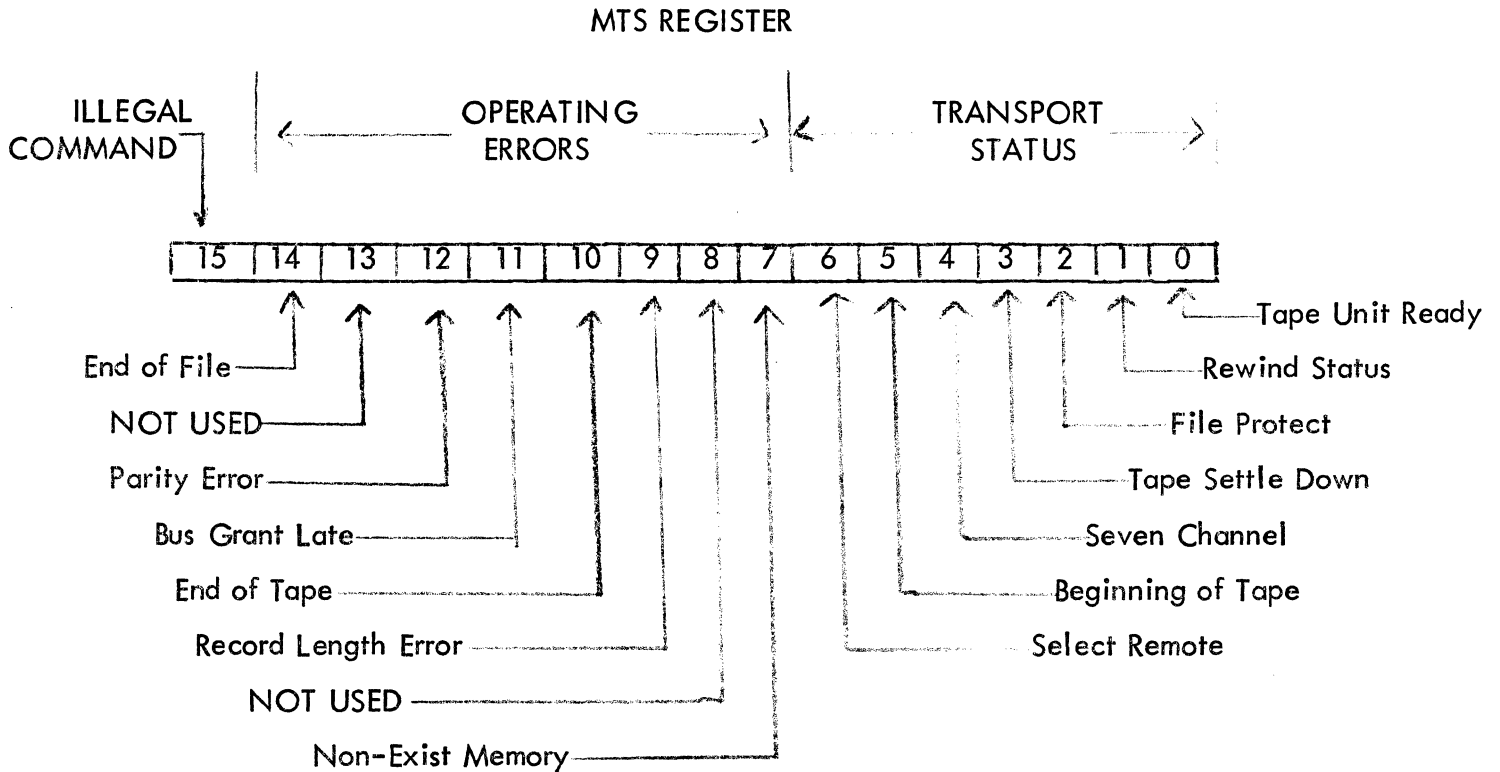 MTS REGISTER
ILLEGAL
COMMAND
OPERATING
ERRORS
TRANSPORT
STATUS
15 14 13 12 11 10 9 8 7 6 5 4 3 2 1 0
Tape Unit Ready
End of File
Rewind Status
NOT USED
File Protect
Parity Error
Tape Settle Down
Bus Grant Late
Seven Channel
End of Tape
Beginning of Tape
Record Length Error
Select Remote
NOT USED
Non-Exist Memory